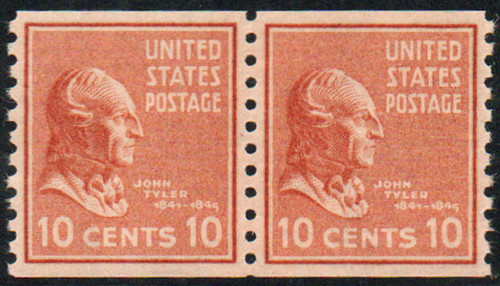 UNITED
STATES
POSTAGE
JOHN
TYLER
1841-1845
10 CENTS 10
UNITED
STATES
POSTAGE
JOHN
TYLER
1841-1845
10 CENTS 10